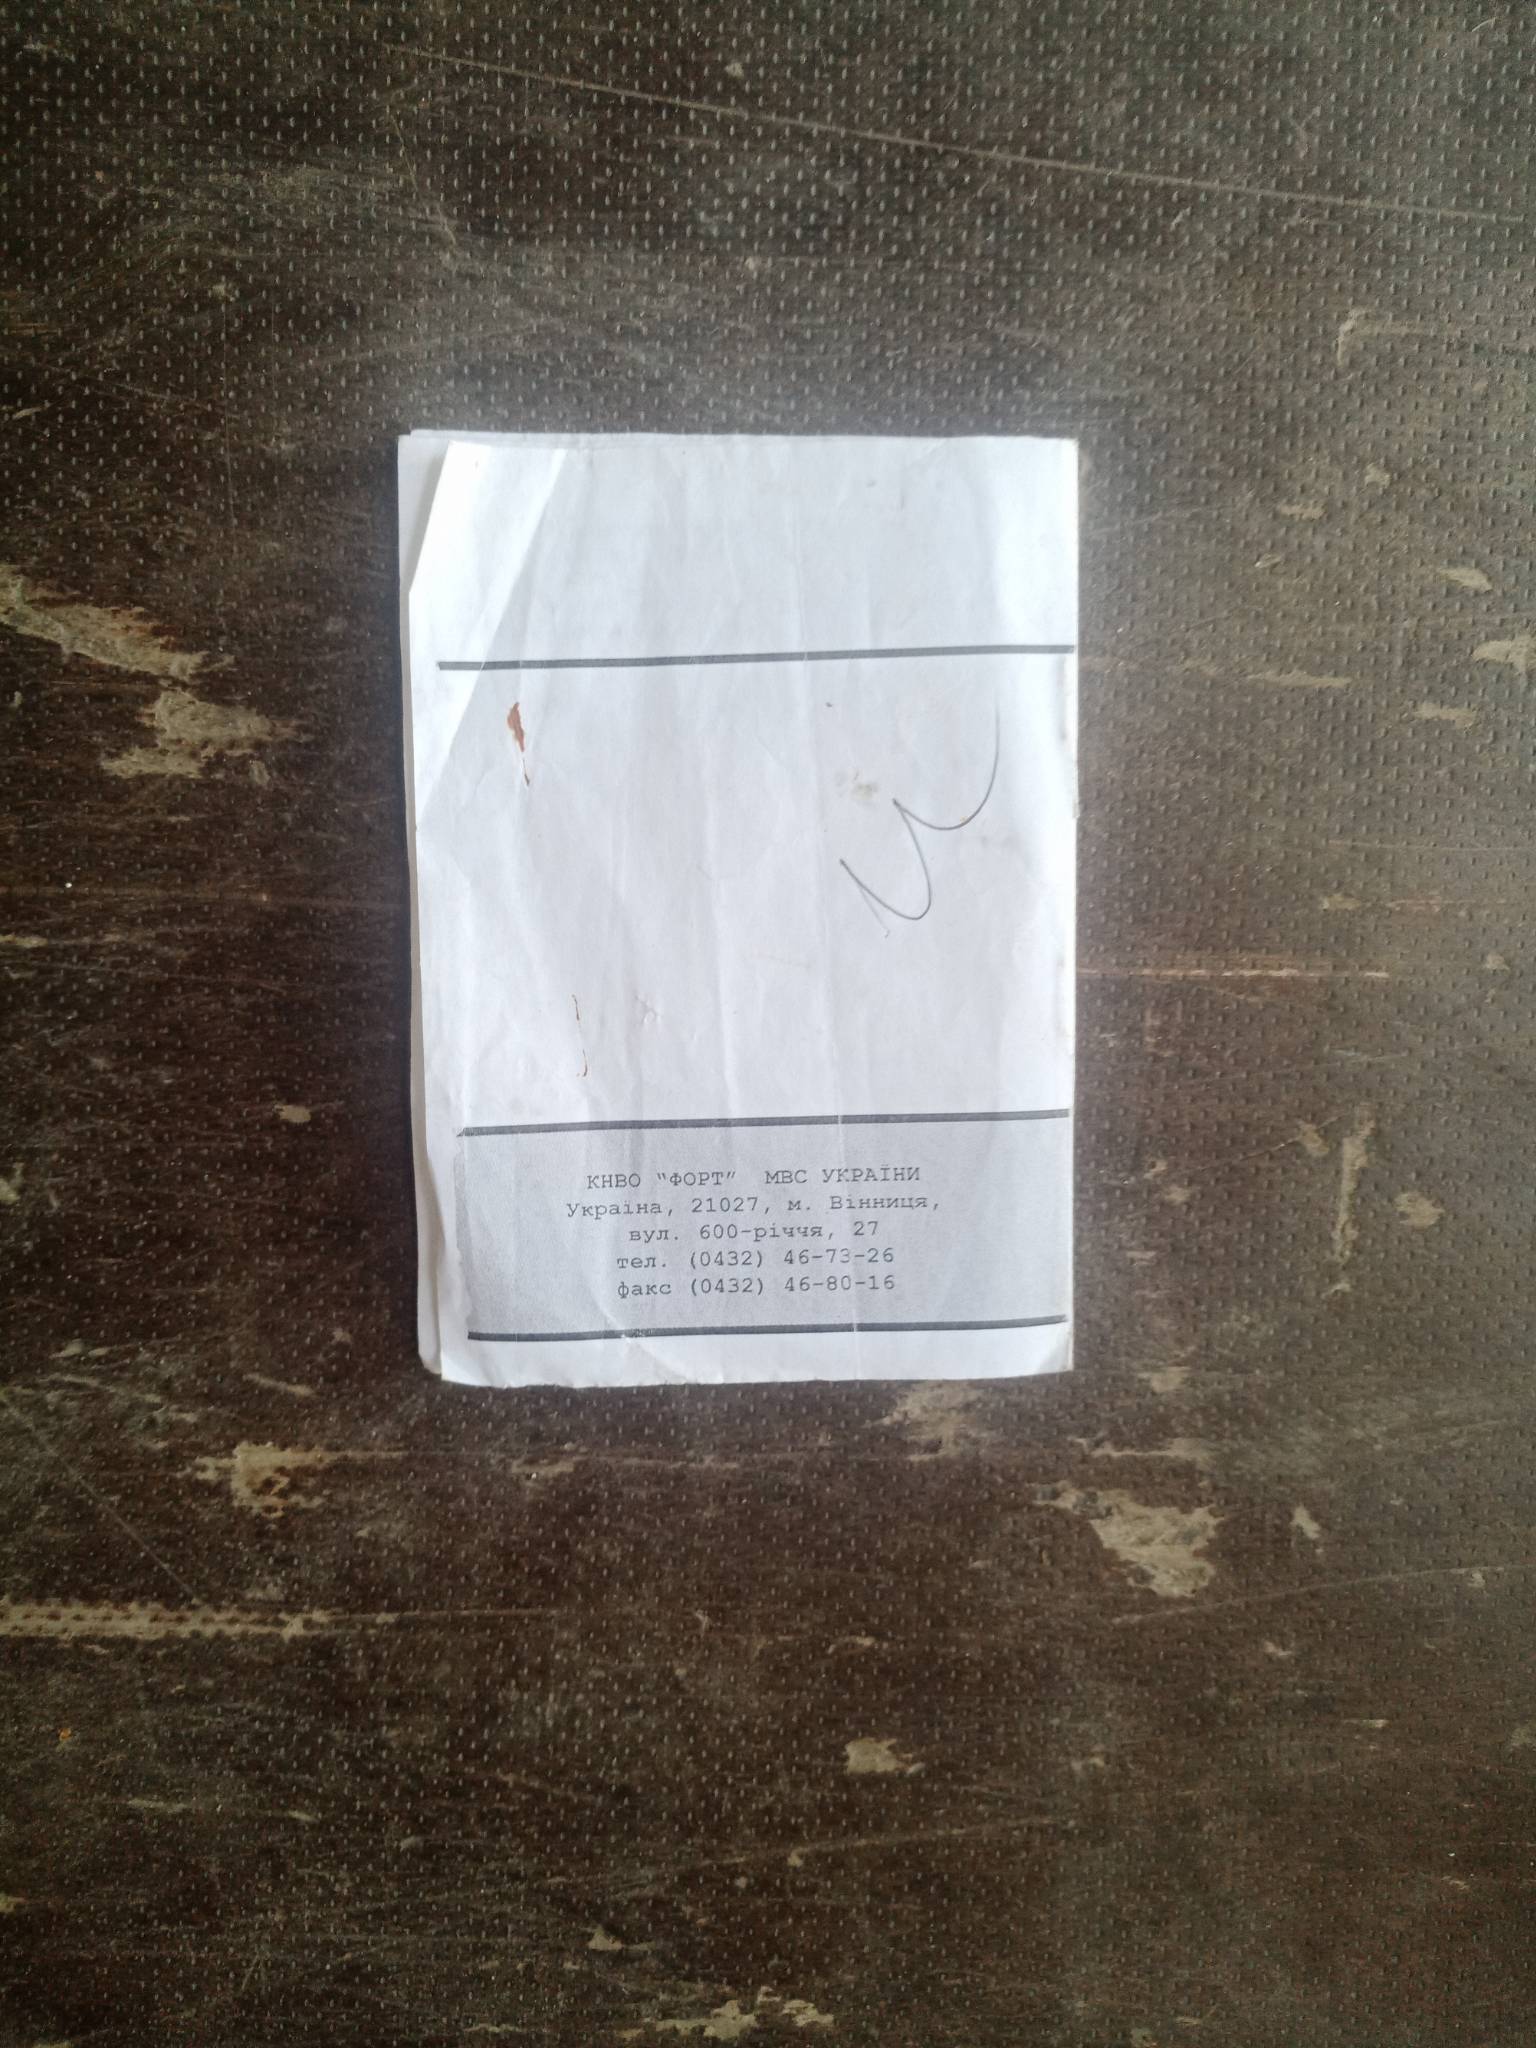 КНВО “ФОРТ” МВС УКРАЇНИ
Україна, 21027, м. Вінниця,
вул. 600-річчя, 27
тел. (0432) 46-73-26
факс (0432) 46-80-16